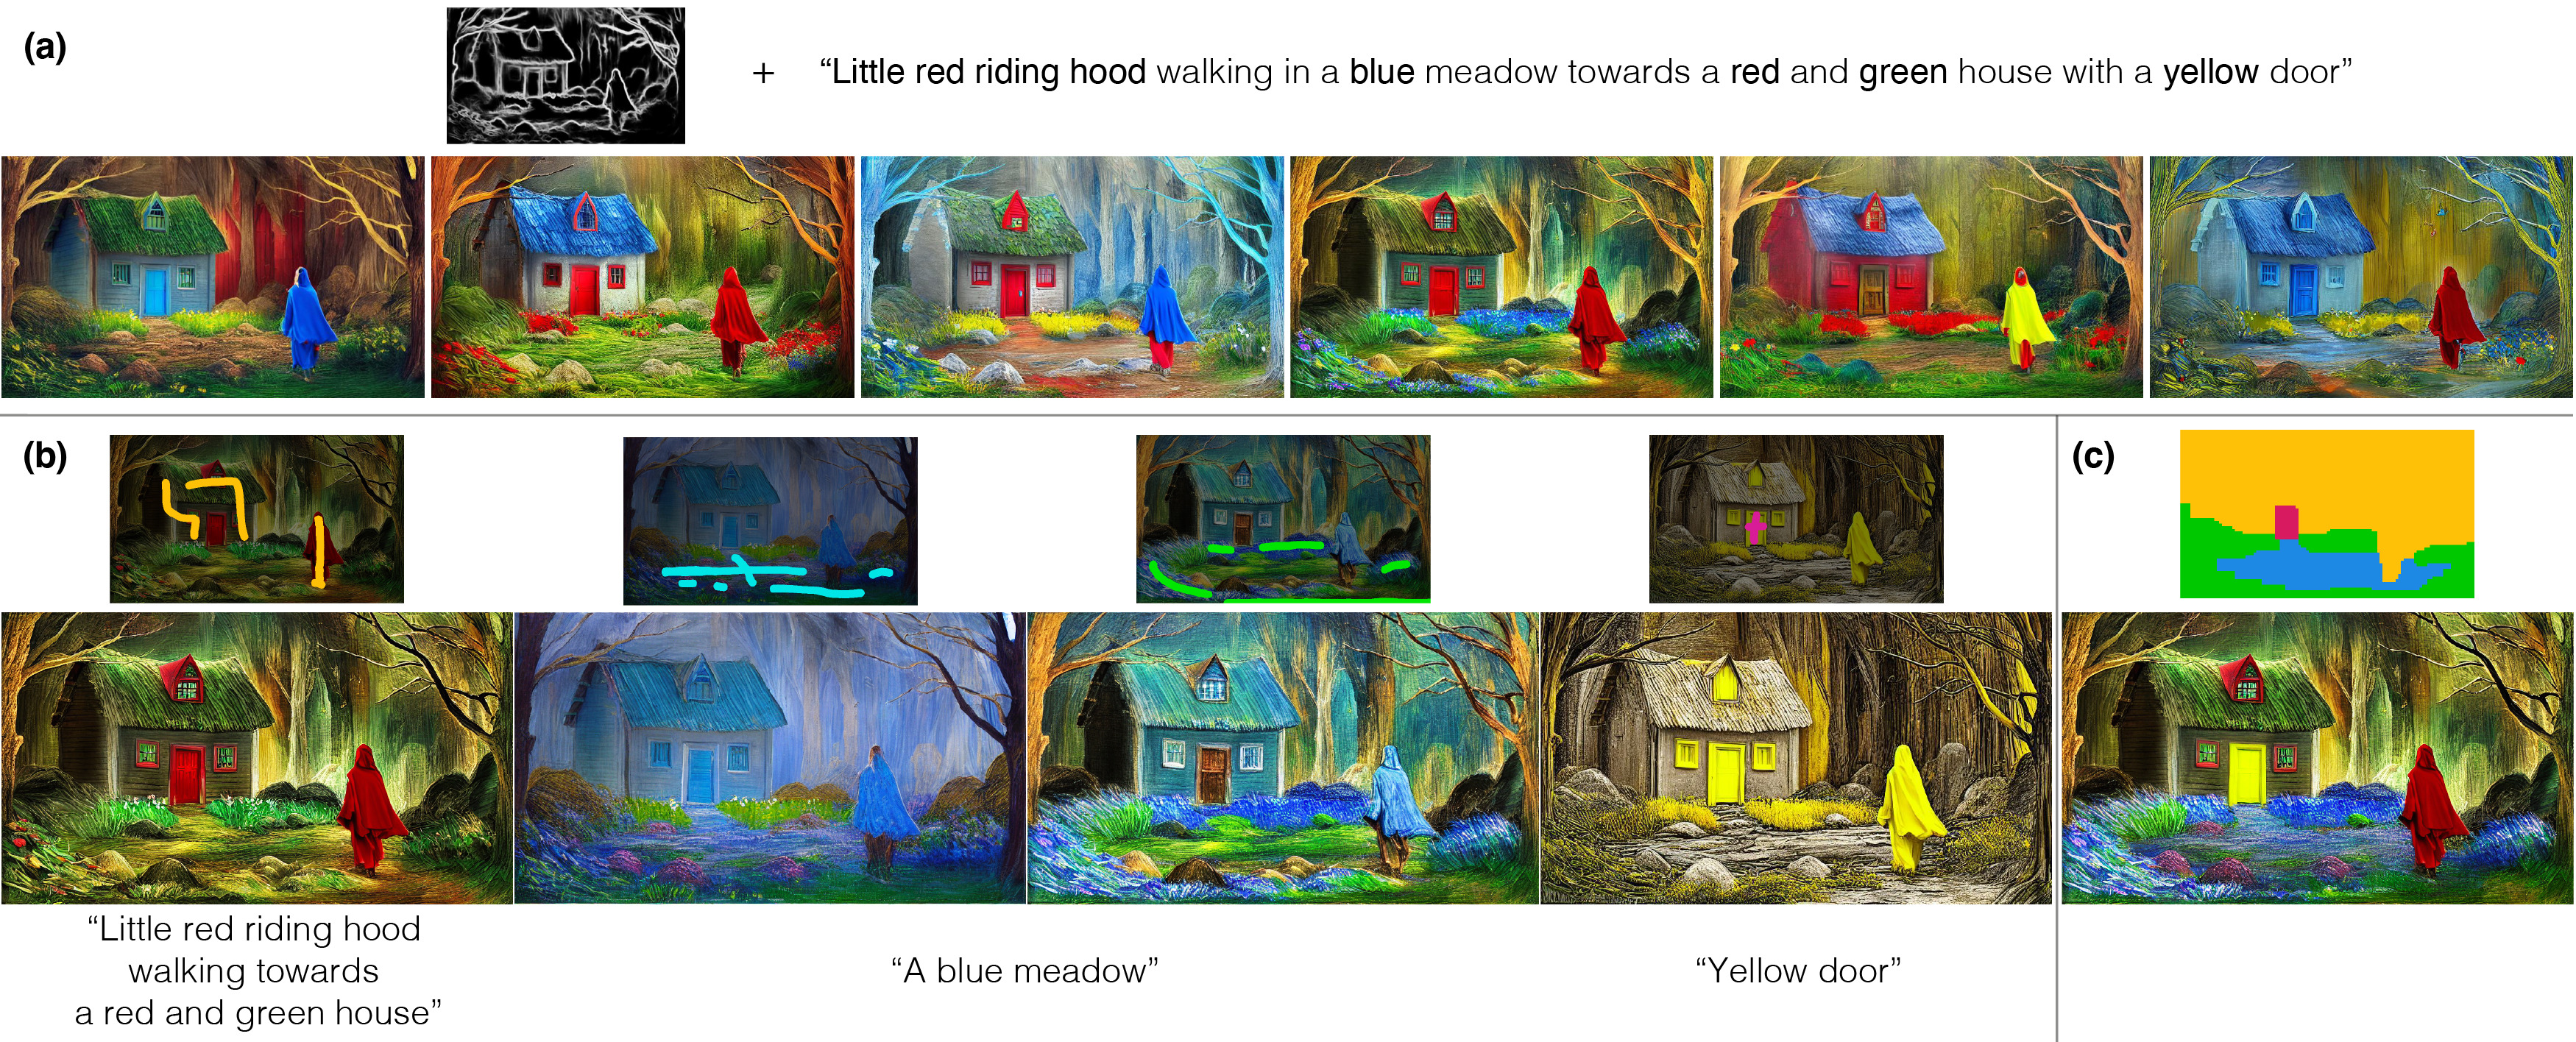 (a)
+ “Little red riding hood walking in a blue meadow towards a red and green house with a yellow door”
(b)
(c)
“Little red riding hood
walking towards
a red and green house”
“A blue meadow”
“Yellow door”